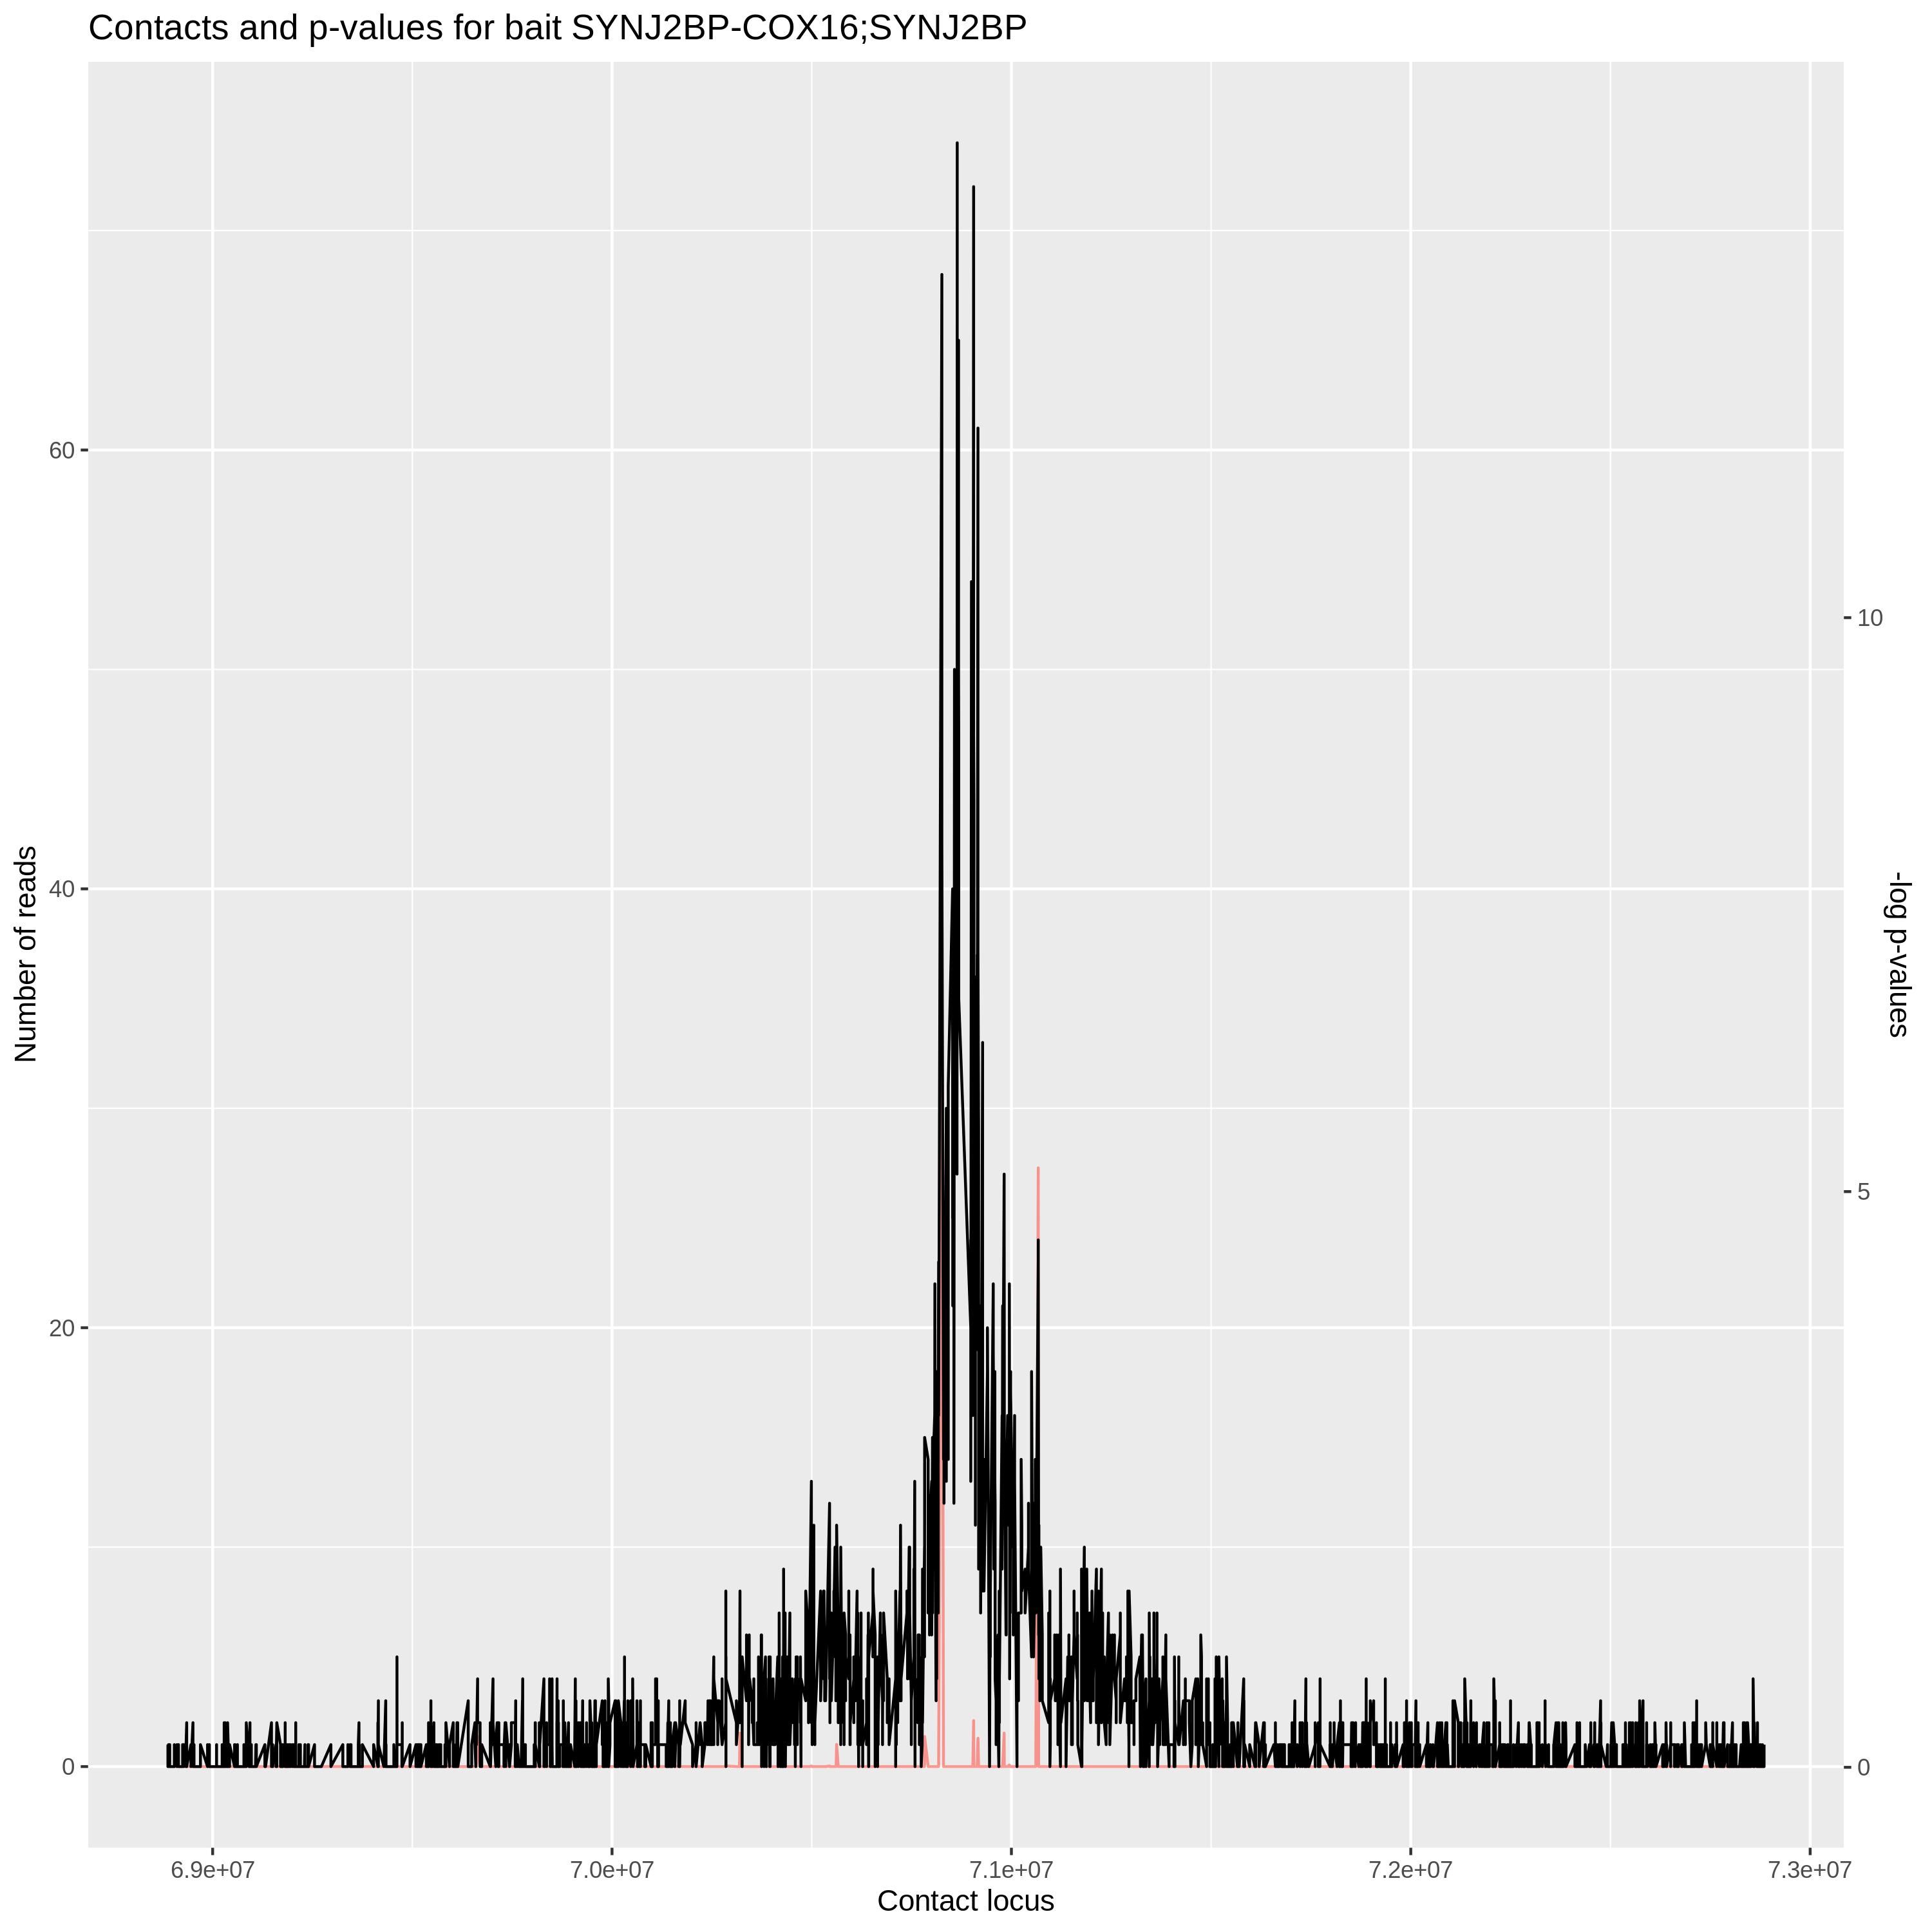 Contacts and p-values for bait SYNJ2BP-COX16;SYNJ2BP
Number of reads
60
40
20
0
10
5
0
-log p-values
6.9e+07
7.0e+07
7.1e+07
7.2e+07
7.3e+07
Contact locus